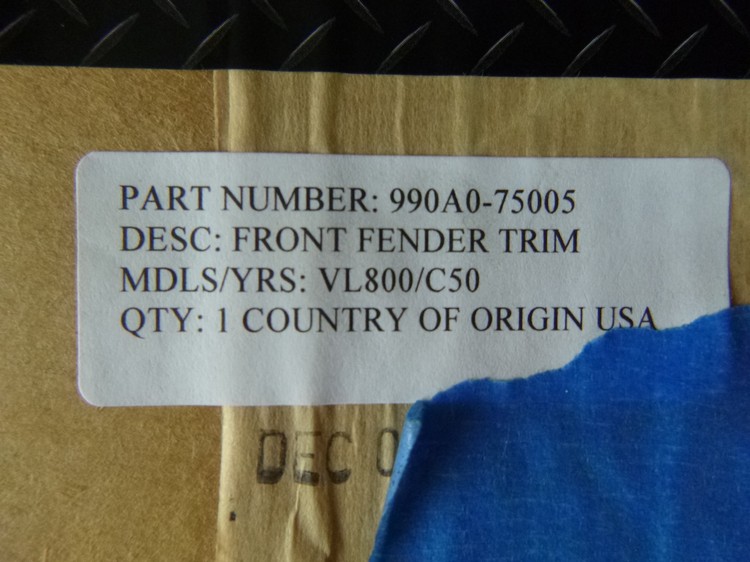 PART NUMBER: 990A0-75005
DESC: FRONT FENDER TRIM
MDLS/YRS: VL800/C50
QTY: 1 COUNTRY OF ORIGIN USA
DEC 0